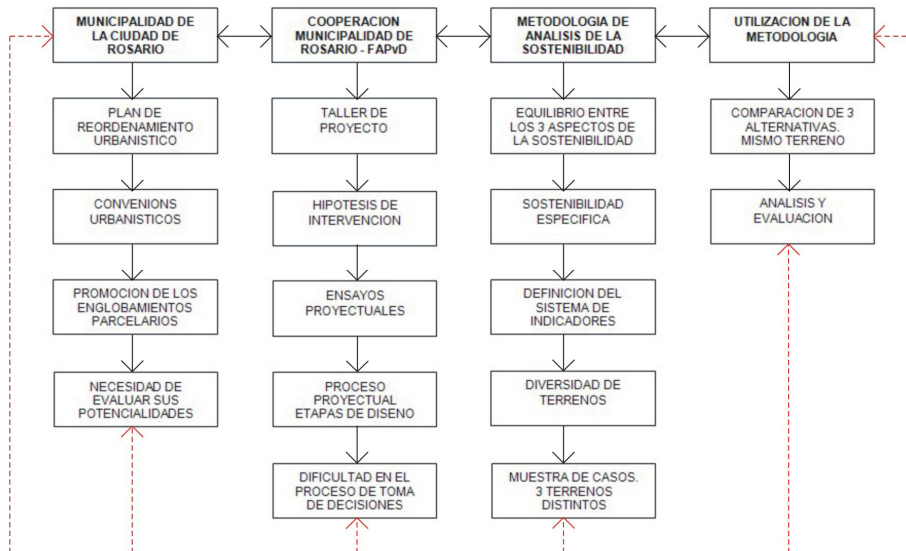 MUNICIPALIDAD DE
LA CIUDAD DE
ROSARIO
PLAN DE
REORDENAMIENTO
URBANISTICO
CONVENIONS
URBANISTICOS
PROMOCION DE LOS
ENGLOBAMIENTOS
PARCELARIOS
NECESIDAD DE
EVALUAR SUS
POTENCIALIDADES
COOPERACION
MUNICIPALIDAD DE
ROSARIO - FAPvD
TALLER DE
PROYECTO
HIPOTESIS DE
INTERVENCION
ENSAYOS
PROYECTUALES
PROCESO
PROYECTUAL
ETAPAS DE DISENO
DIFICULTAD EN EL
PROCESO DE TOMA
DE DECISIONES
METODOLOGIA DE
ANALISIS DE LA
SOSTENIBILIDAD
EQUILIBRIO ENTRE
LOS 3 ASPECTOS DE
LA SOSTENIBILIDAD
SOSTENIBILIDAD
ESPECIFICA
DEFINICION DEL
SISTEMA DE
INDICADORES
DIVERSIDAD DE
TERRENOS
MUESTRA DE CASOS.
3 TERRENOS
DISTINTOS
UTILIZACION DE LA
METODOLOGIA
COMPARACION DE 3
ALTERNATIVAS.
MISMO TERRENO
ANALISIS Y
EVALUACION